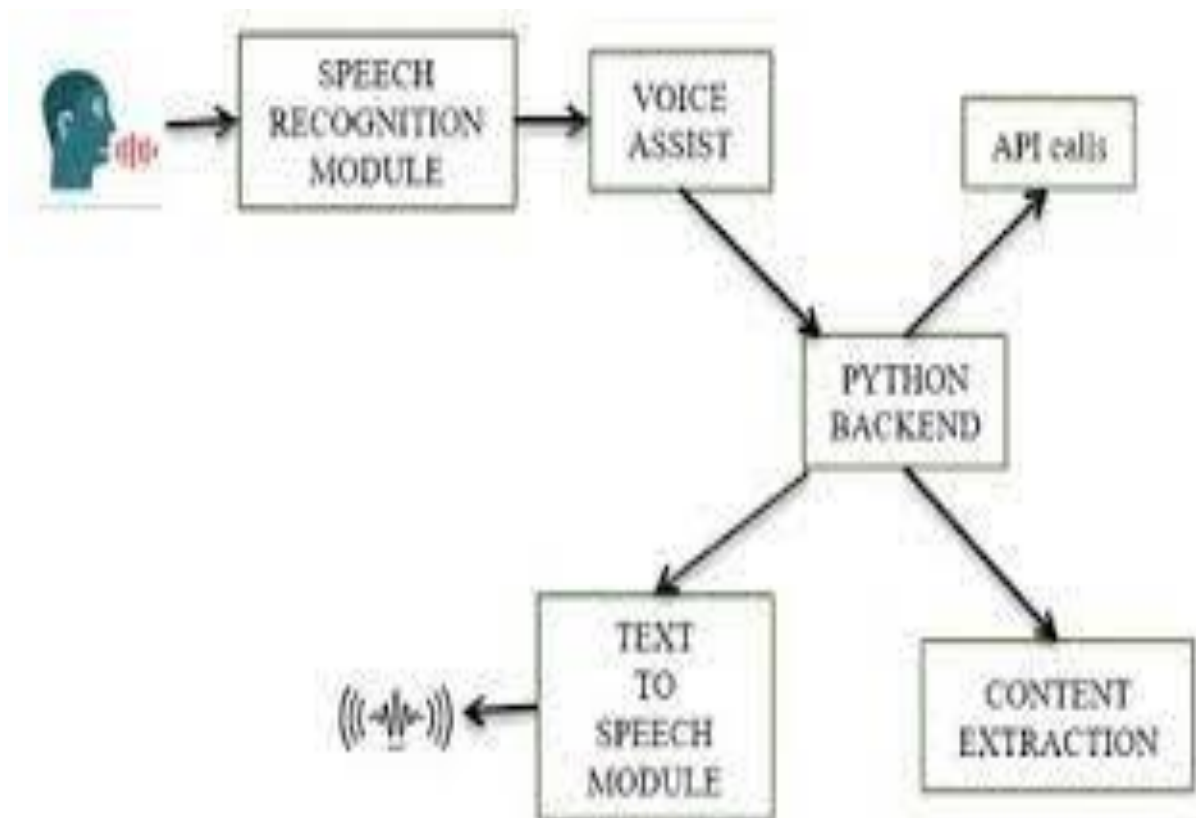 SPEECH
RECOGNITION
MODULE
VOICE
ASSIST
API calls
PYTHON
BACKEND
TEXT
TO
SPEECH
MODULE
CONTENT
EXTRACTION